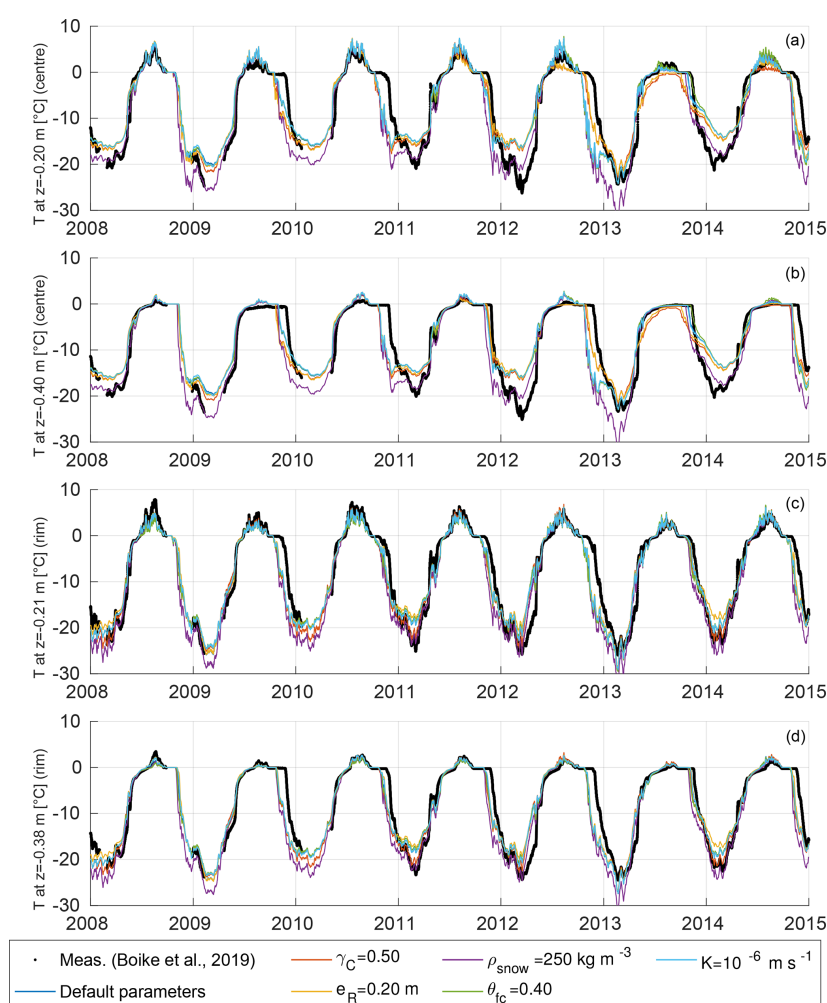 (a)
T at z=-0.20 m [°C] (centre)
10
0
-10
-20
-30
2008 2009 2010 2011 2012 2013 2014 2015
(b)
T at z=-0.40 m [°C] (centre)
10
0
-10
-20
-30
2008 2009 2010 2011 2012 2013 2014 2015
(c)
T at z=-0.21 m [°C] (rim)
10
0
-10
-20
-30
2008 2009 2010 2011 2012 2013 2014 2015
(d)
T at z=-0.38 m [°C] (rim)
10
0
-10
-20
-30
2008 2009 2010 2011 2012 2013 2014 2015
Meas. (Boike et al., 2019) γC=0.50 ρsnow=250 kg m-3 K=10-6 m s-1
Default parameters eR=0.20 m θfc=0.40